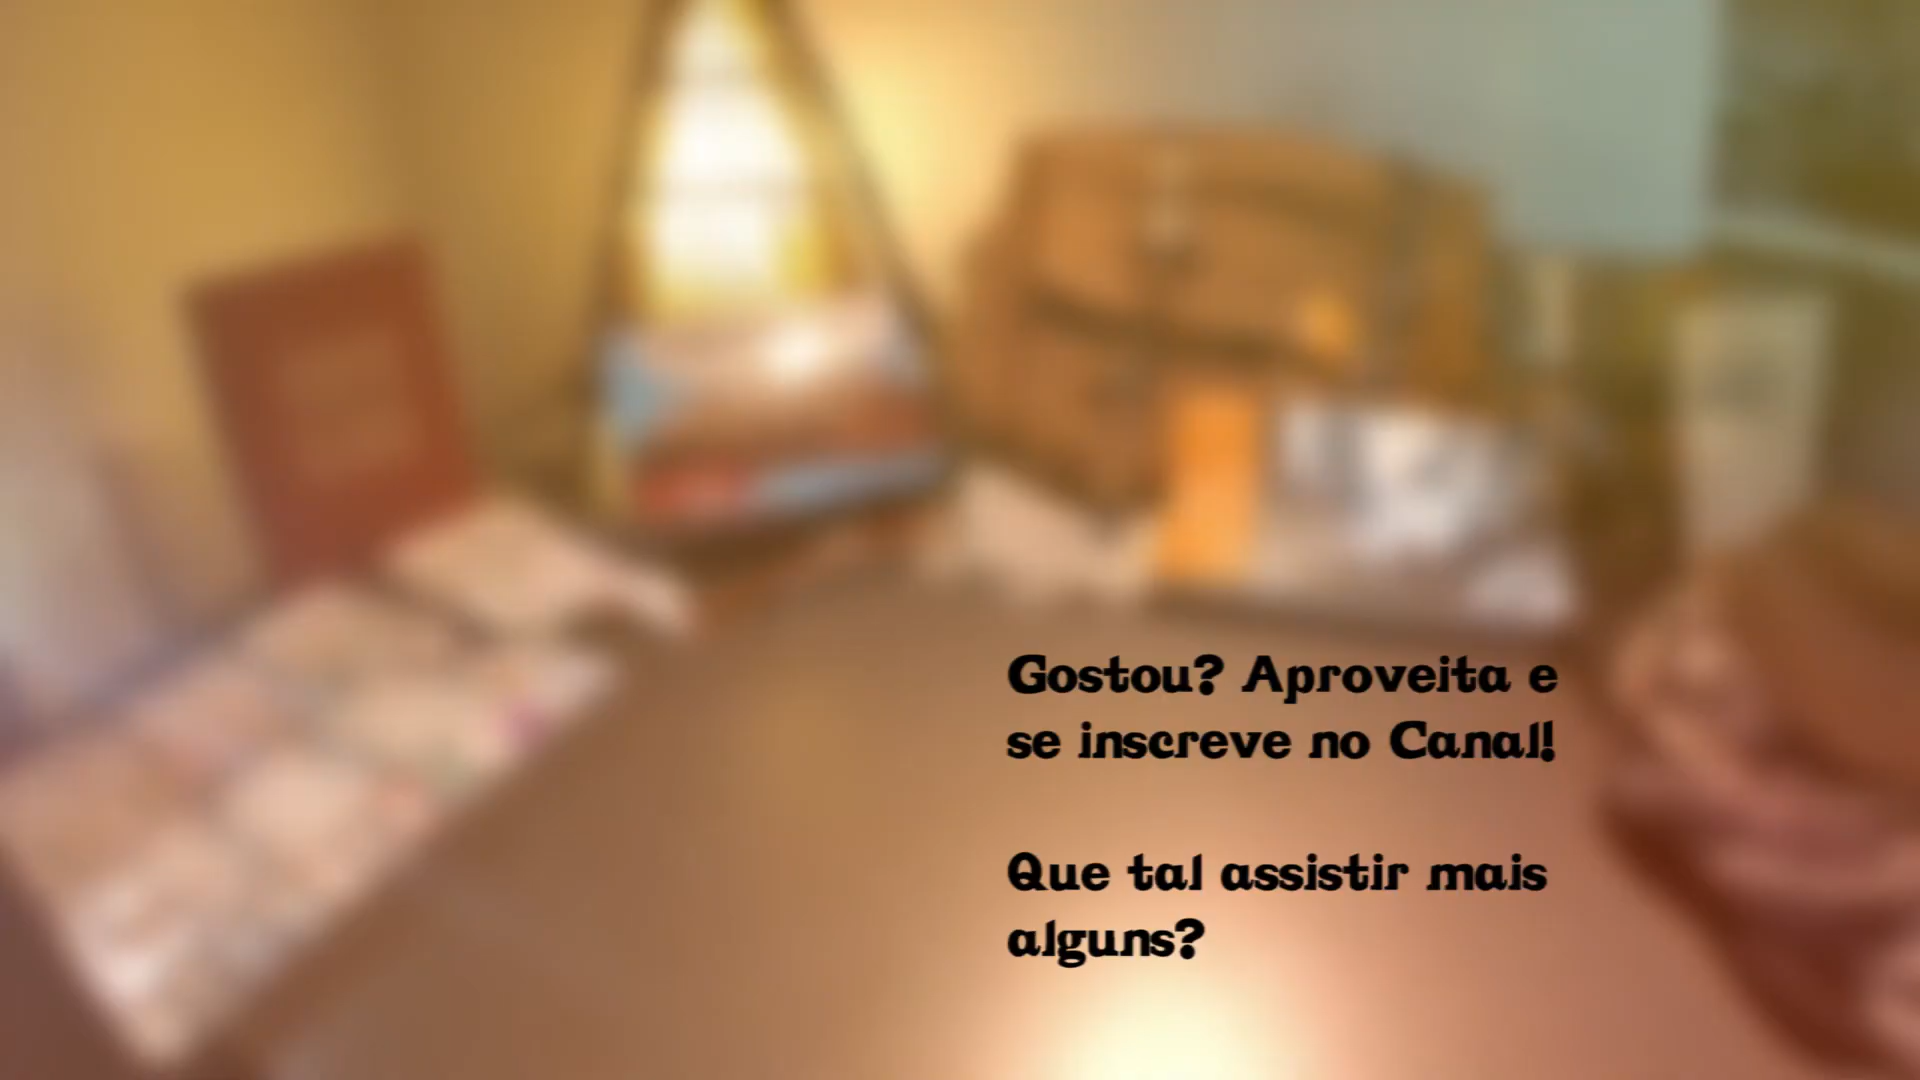 Gostou? Aproveita e
se inscreve no Canal!
Que tal assistir mais
alguns?